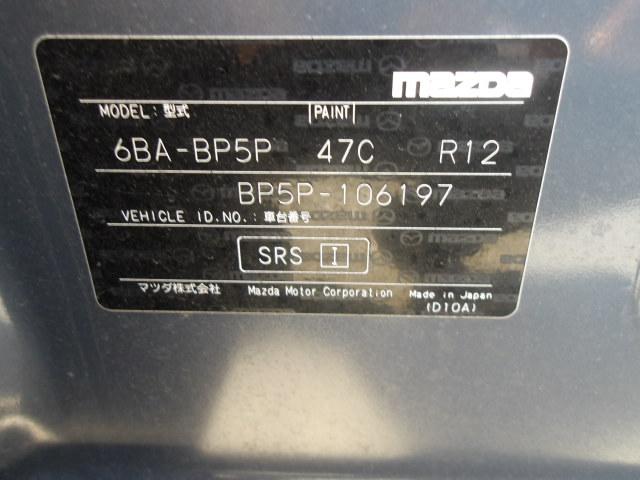 mazda
MODEL: 型式 PAINT
6BA-BP5P 47C R12
BP5P-106197
VEHICLE ID.NO.: 車台番号
SRS I
マツダ株式会社 Mazda Motor Corporation Made in Japan
(D10A)